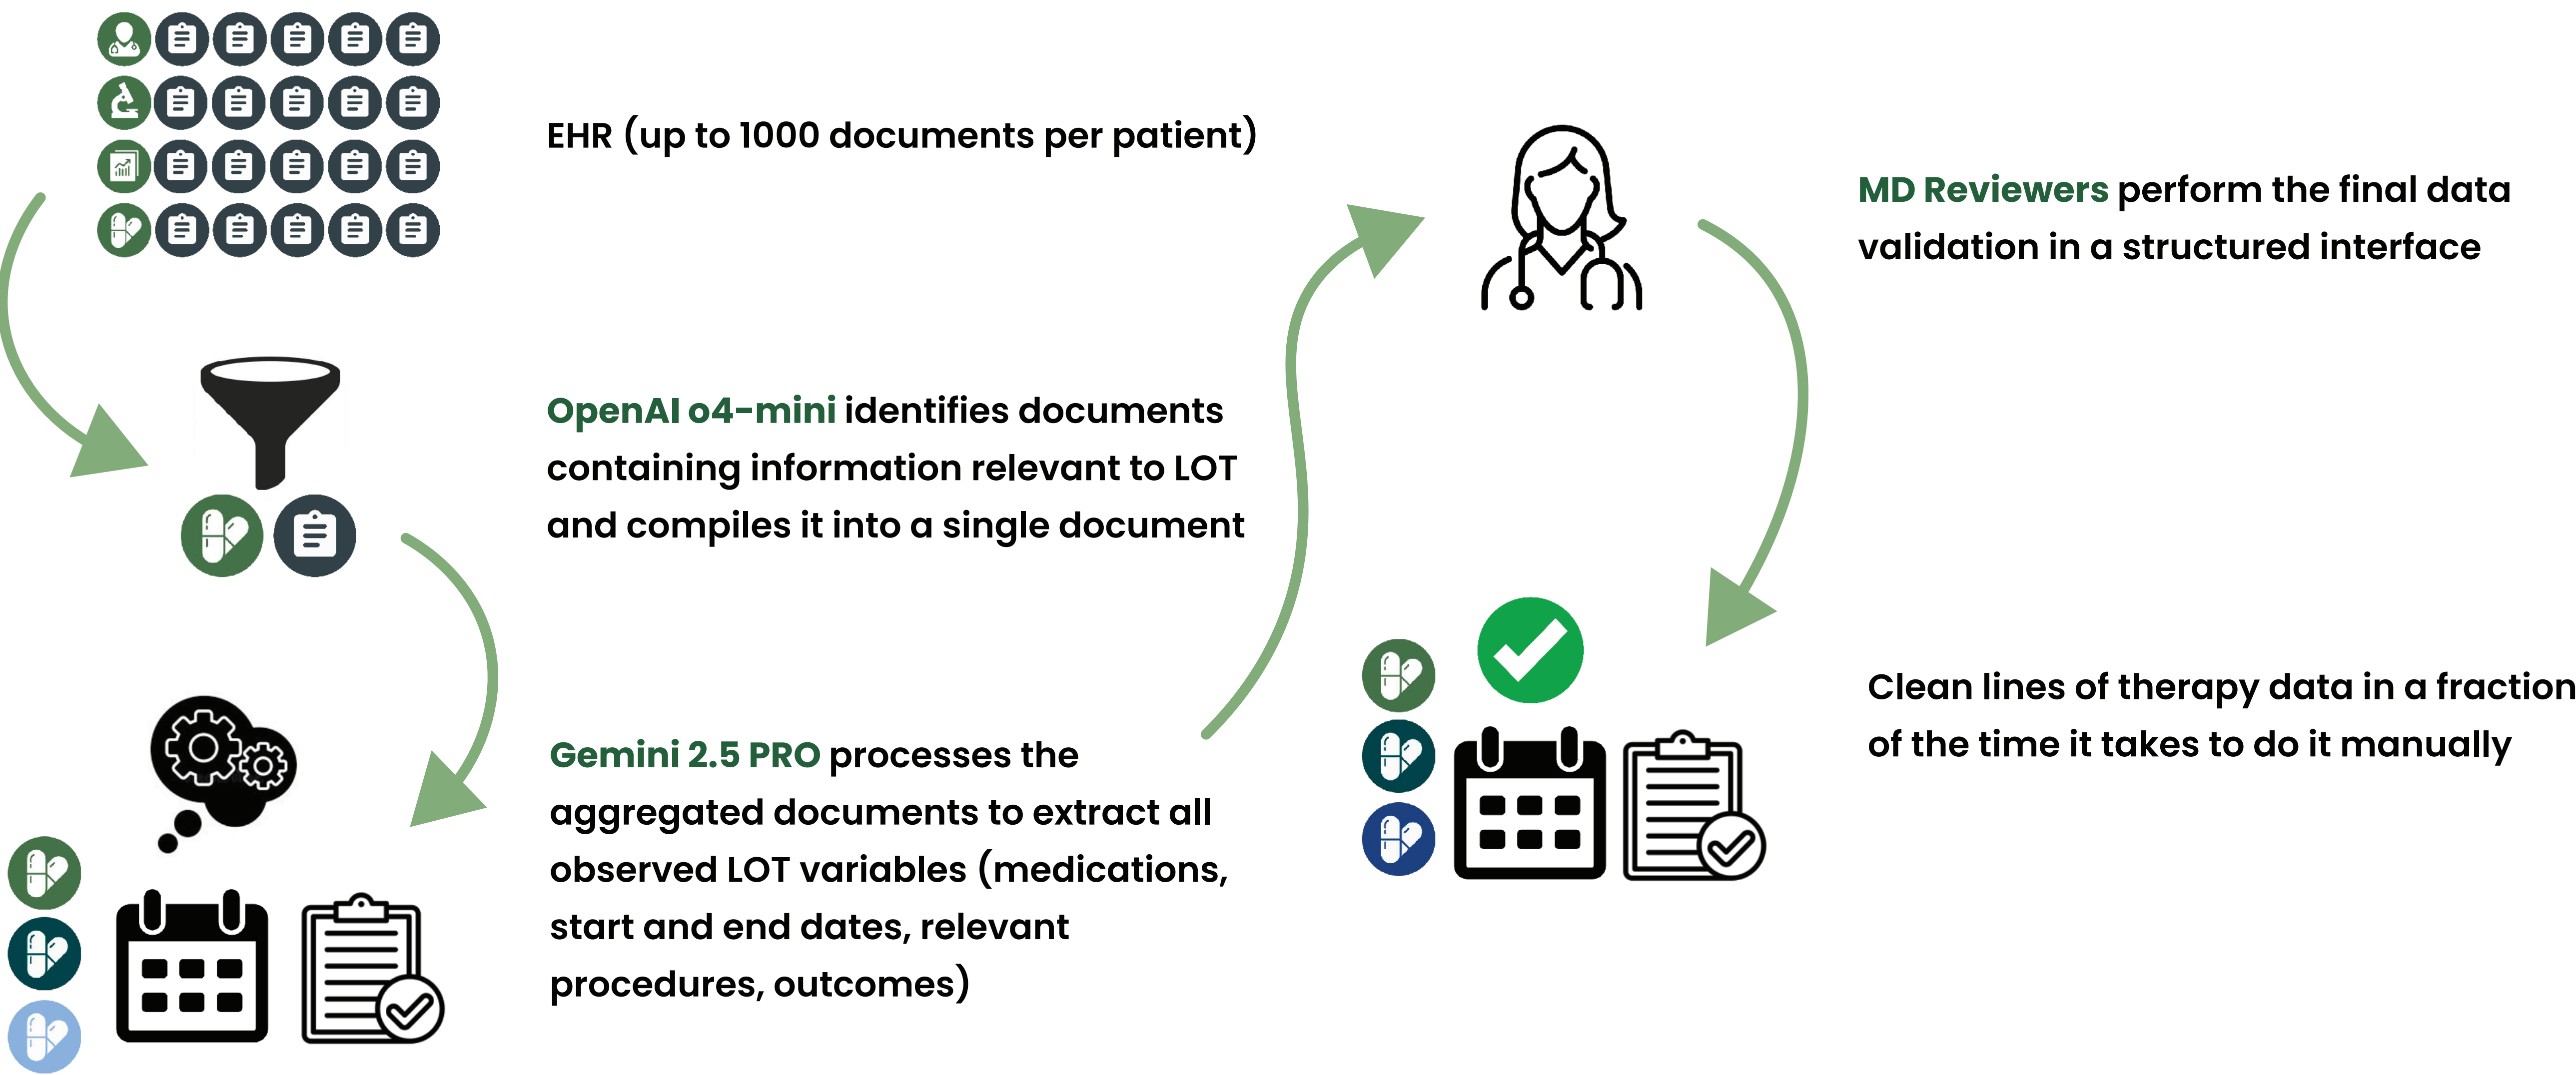 EHR (up to 1000 documents per patient)
OpenAI o4-mini identifies documents
containing information relevant to LOT
and compiles it into a single document
Gemini 2.5 PRO processes the
aggregated documents to extract all
observed LOT variables (medications,
start and end dates, relevant
procedures, outcomes)
MD Reviewers perform the final data
validation in a structured interface
Clean lines of therapy data in a fraction
of the time it takes to do it manually